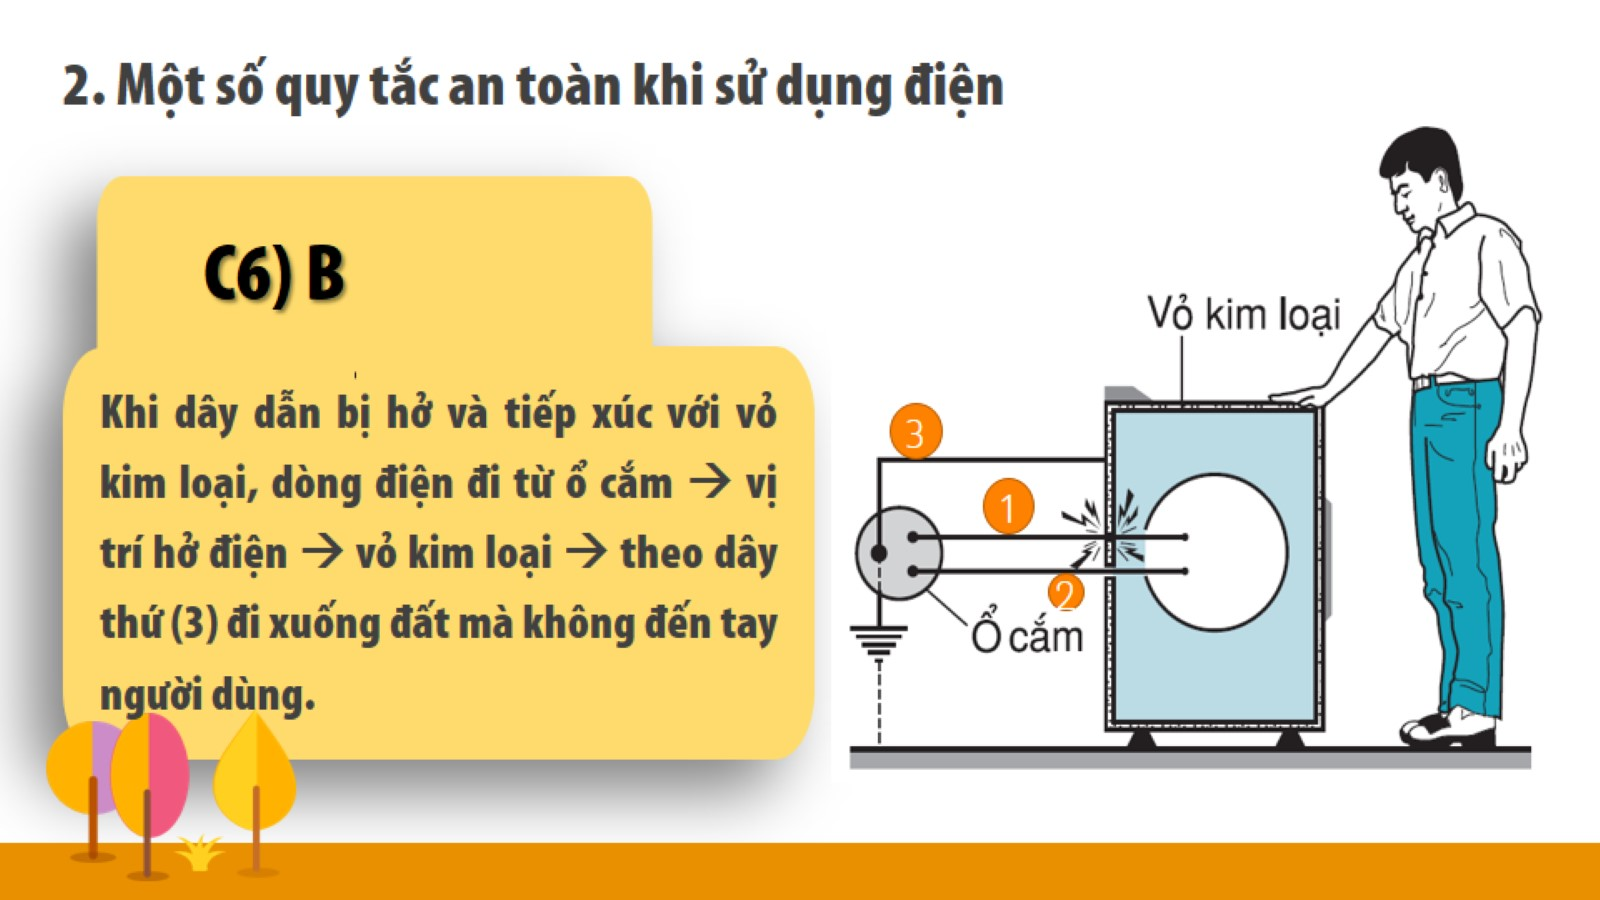 2. Một số quy tắc an toàn khi sử dụng điện
C6) B
Khi dây dẫn bị hở và tiếp xúc với vỏ
kim loại, dòng điện đi từ ổ cắm → vị
trí hở điện → vỏ kim loại → theo dây
thứ (3) đi xuống đất mà không đến tay
người dùng.
Vỏ kim loại
3
1
2
Ổ cắm